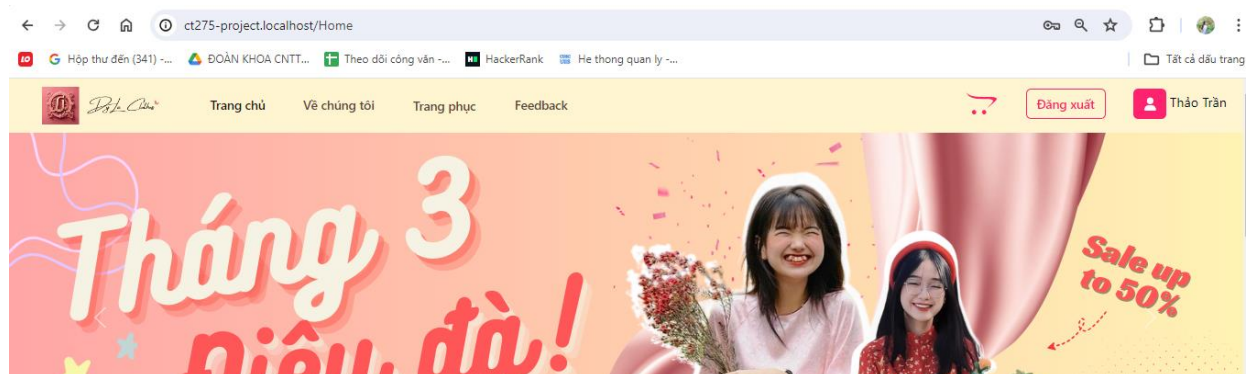 ct275-project.localhost/Home
LO Hộp thư đến (341) -... ĐOÀN KHOA CNTT... Theo dõi công văn -... HackerRank He thong quan ly -... Tất cả dấu trang
Trang chủ Về chúng tôi Trang phục Feedback Đăng xuất Thảo Trần
Tháng 3
Diệu đà!
Sale up
to 50%